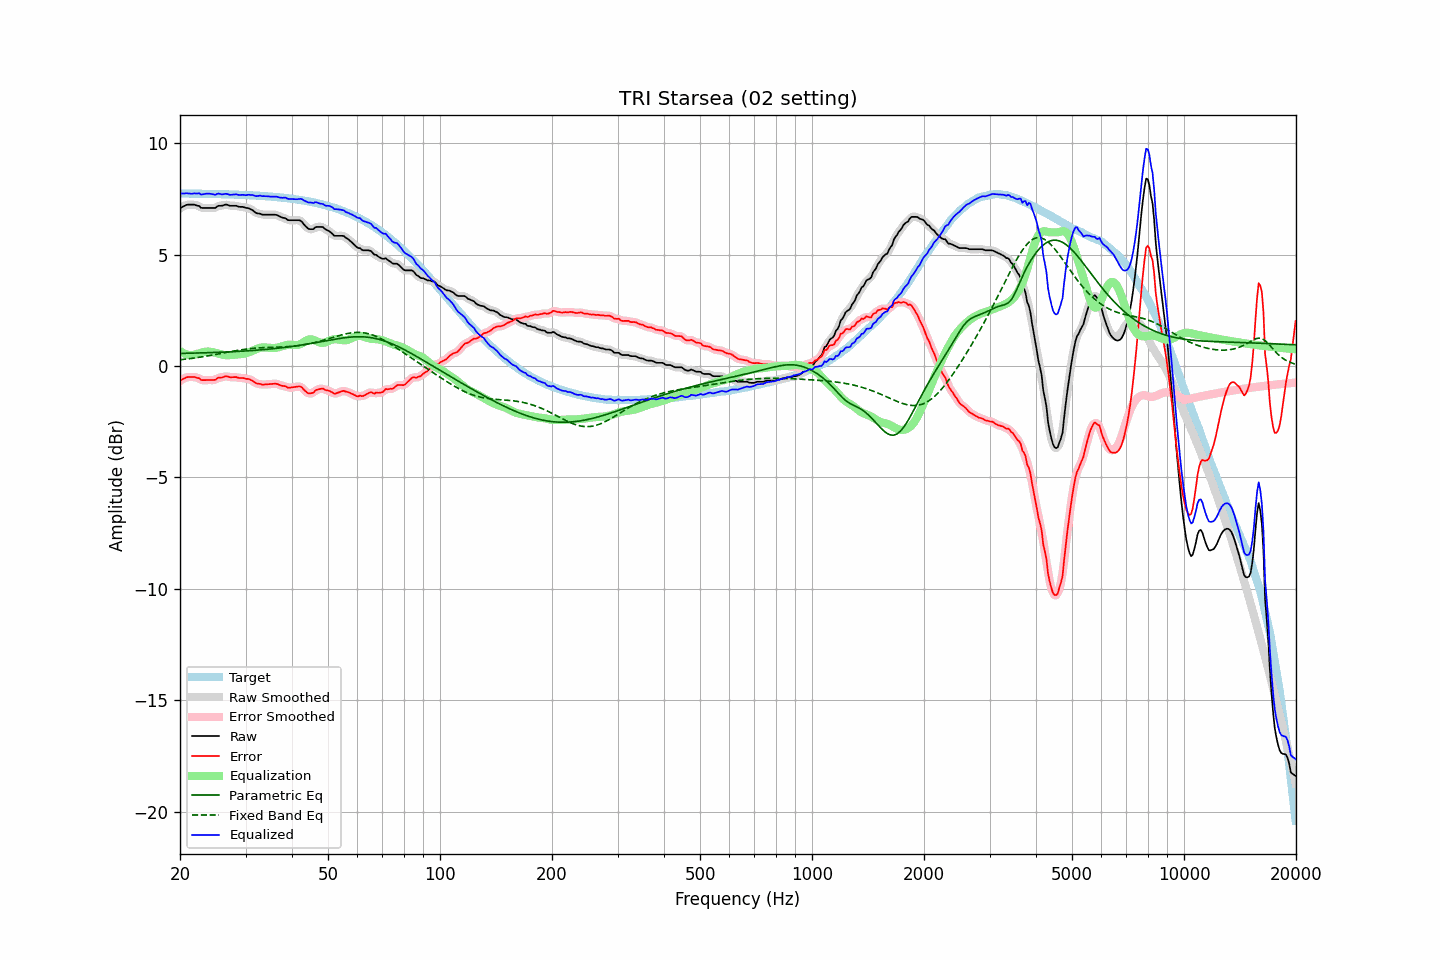 TRI Starsea (02 setting)
10
5
0
−5
−10
−15
−20
Amplitude (dBr)
Target
Raw Smoothed
Error Smoothed
Raw
Error
Equalization
Parametric Eq
Fixed Band Eq
Equalized
20 50 100 200 500 1000 2000 5000 10000 20000
Frequency (Hz)